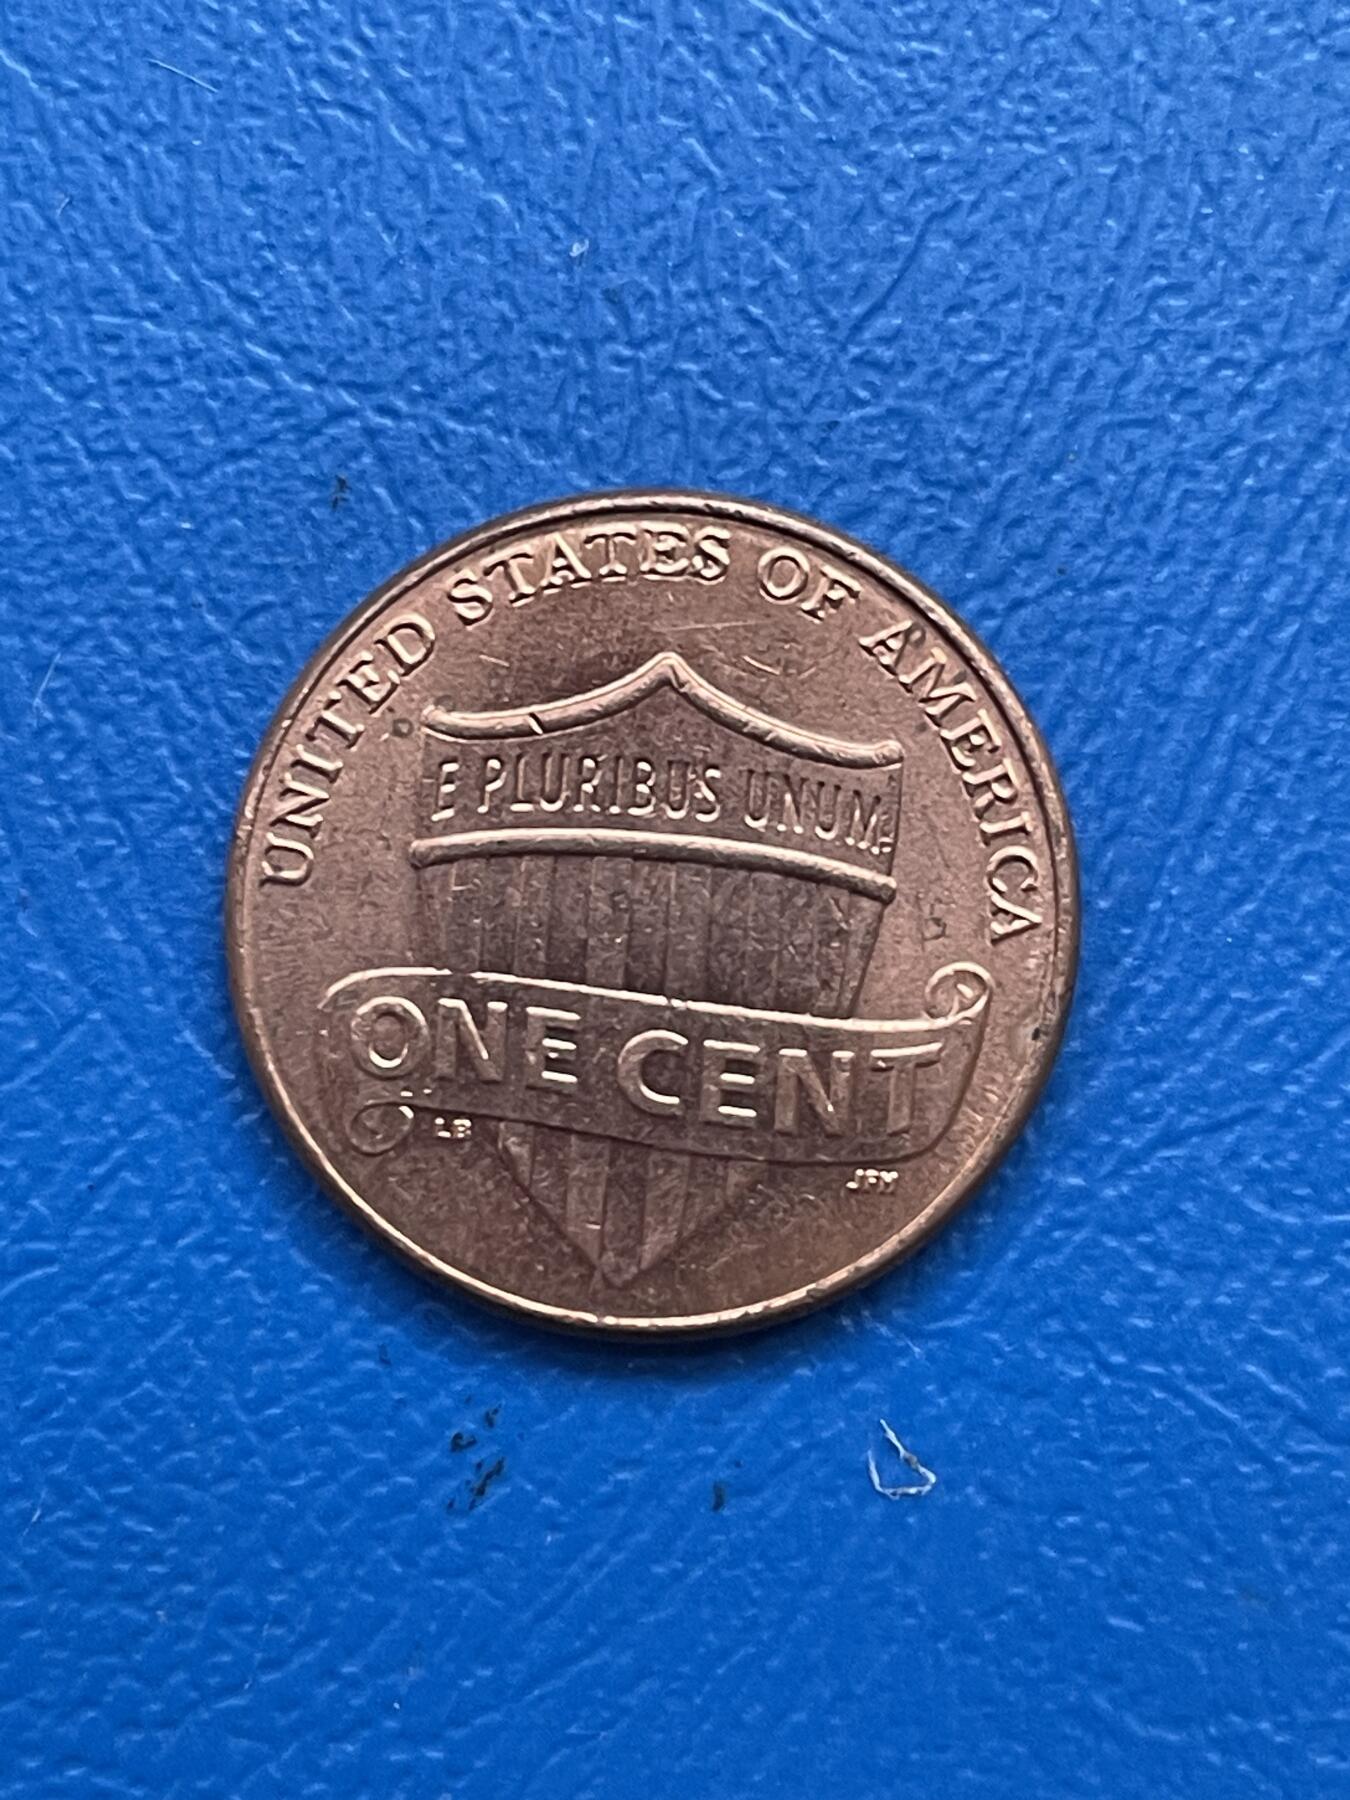 UNITED STATES OF AMERICA
E PLURIBUS UNUM
ONE CENT
LB
JFM